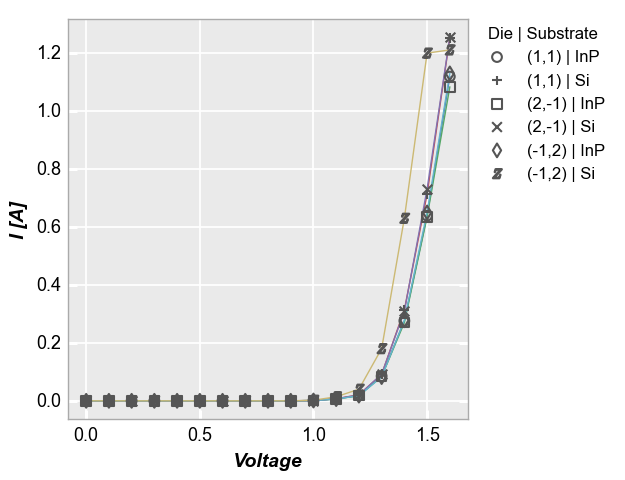 Die | Substrate
(1,1) | InP
(1,1) | Si
(2,-1) | InP
(2,-1) | Si
(-1,2) | InP
(-1,2) | Si
I [A]
1.2
1.0
0.8
0.6
0.4
0.2
0.0
0.0 0.5 1.0 1.5
Voltage